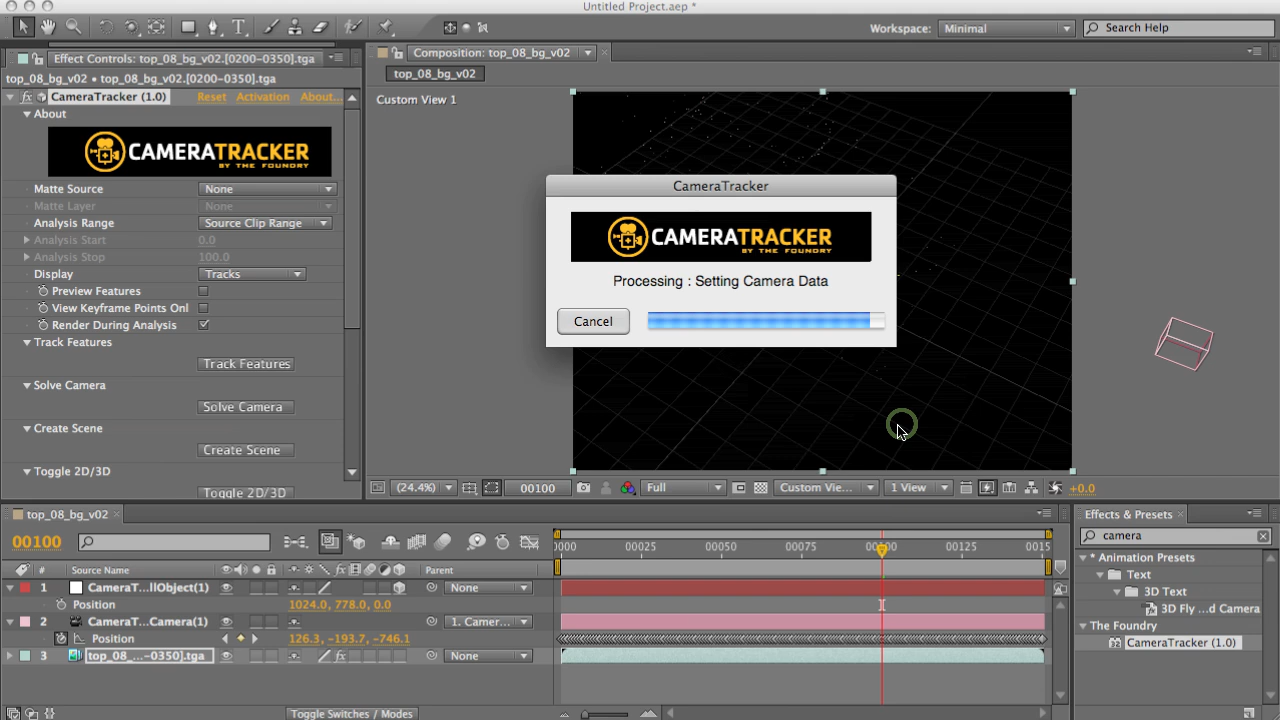 Untitled Project.aep *
Workspace: Minimal
Search Help
Effect Controls: top_08_bg_v02.[0200-0350].tga
top_08_bg_v02 • top_08_bg_v02.[0200-0350].tga
CameraTracker (1.0) Reset Activation About...
About
CAMERATRACKER
BY THE FOUNDRY
Matte Source None
Matte Layer None
Analysis Range Source Clip Range
Analysis Start 0.0
Analysis Stop 100.0
Display Tracks
Preview Features
View Keyframe Points Onl
Render During Analysis
Track Features
Track Features
Solve Camera
Solve Camera
Create Scene
Create Scene
Toggle 2D/3D
Toggle 2D/3D
Composition: top_08_bg_v02
top_08_bg_v02
Custom View 1
CameraTracker
CAMERATRACKER
BY THE FOUNDRY
Processing : Setting Camera Data
Cancel
(24.4%) 00100 Full Custom Vie... 1 View +0.0
top_08_bg_v02
00100
0000 00025 00050 00075 00100 00125 0015
# Source Name Parent
1 CameraT...llObject(1) None
Position 1024.0, 778.0, 0.0
2 CameraT...Camera(1) 1. Camer...
Position 126.3, -193.7, -746.1
3 top_08_...-0350].tga None
Toggle Switches / Modes
Effects & Presets
camera
* Animation Presets
Text
3D Text
3D Fly ...d Camera
The Foundry
CameraTracker (1.0)